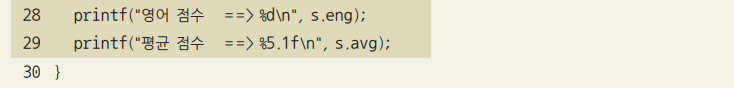 28 printf("영어 점수 ==> %d\n", s.eng);
29 printf("평균 점수 ==> %5.1f\n", s.avg);
30 }